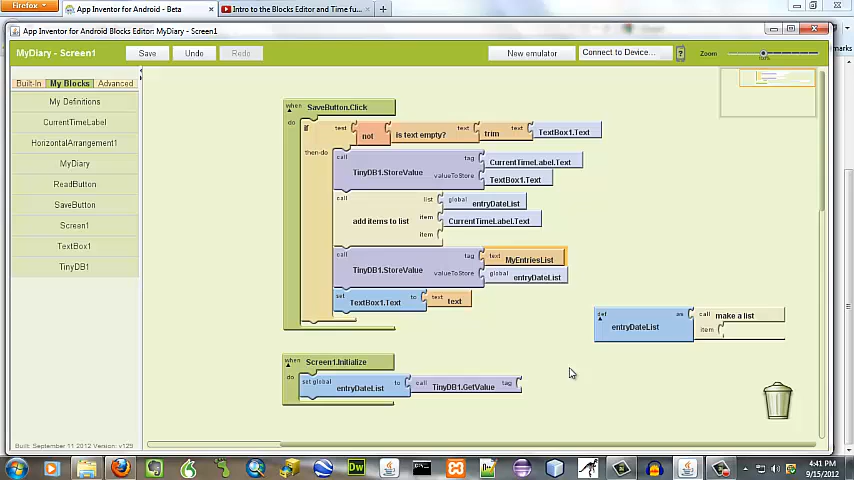 Firefox
App Inventor for Android - Beta
Intro to the Blocks Editor and Time fu...
App Inventor for Android Blocks Editor: MyDiary - Screen1
MyDiary - Screen1
Save
Undo
Redo
New emulator
Connect to Device...
Zoom
Built-In
My Blocks
Advanced
My Definitions
CurrentTimeLabel
HorizontalArrangement1
MyDiary
ReadButton
SaveButton
Screen1
TextBox1
TinyDB1
when SaveButton.Click
do
if test not is text empty? text trim text TextBox1.Text
then-do
call TinyDB1.StoreValue tag CurrentTimeLabel.Text
valueToStore TextBox1.Text
call add items to list list global entryDateList
item CurrentTimeLabel.Text
item
call TinyDB1.StoreValue tag text MyEntriesList
valueToStore global entryDateList
set TextBox1.Text to text text
def entryDateList as call make a list
item
when Screen1.Initialize
do set global entryDateList to call TinyDB1.GetValue tag
Built: September 11 2012 Version: v125
4:41 PM
9/15/2012